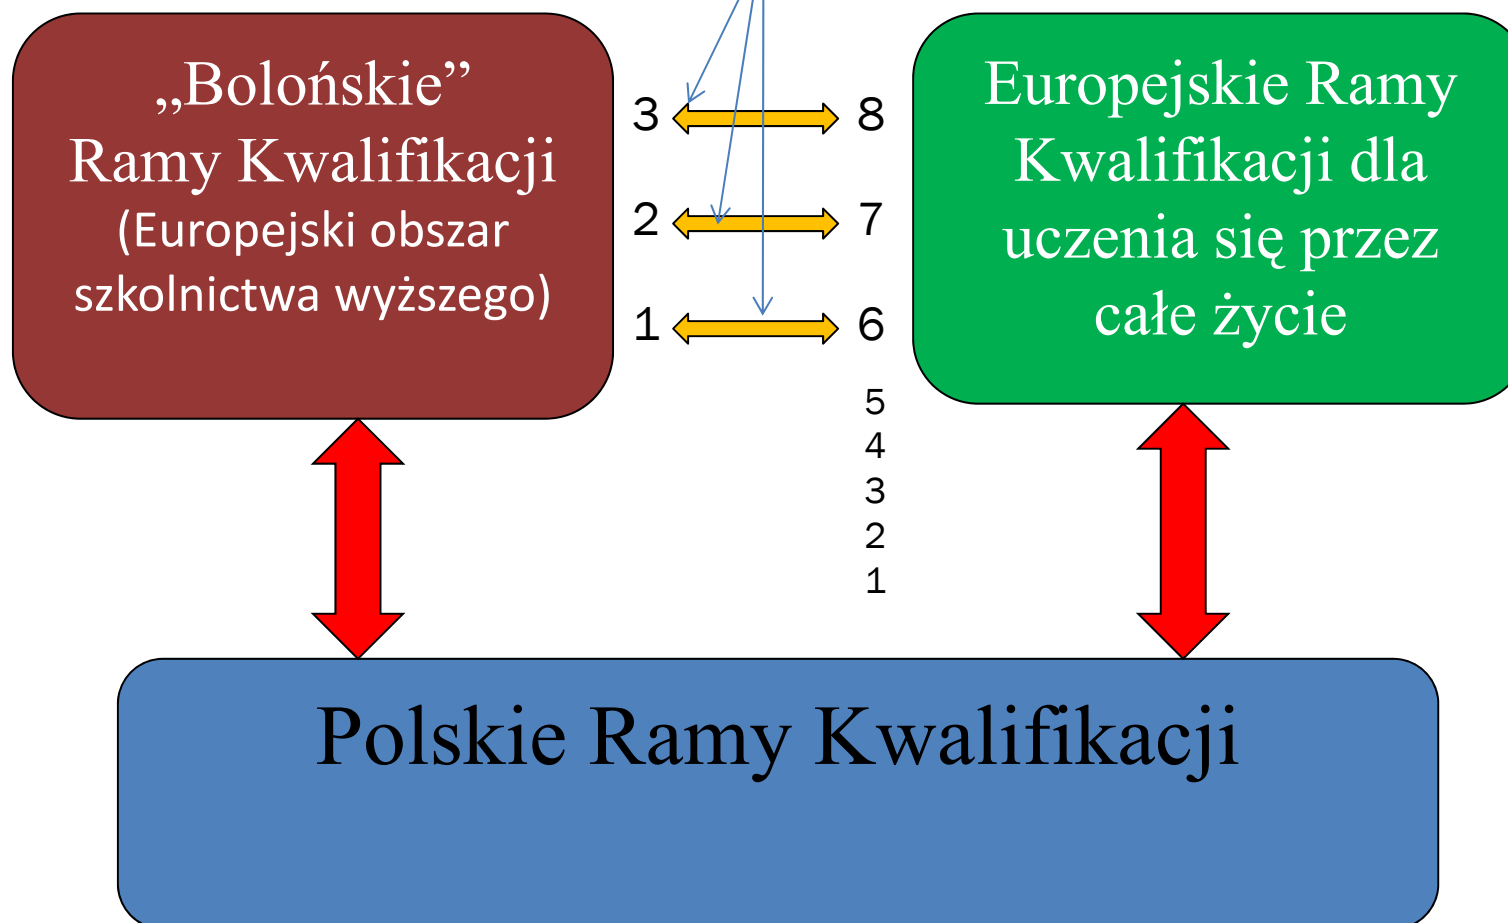 „Bolońskie”
Ramy Kwalifikacji
(Europejski obszar
szkolnictwa wyższego)
3 8
2 7
1 6
5
4
3
2
1
Europejskie Ramy
Kwalifikacji dla
uczenia się przez
całe życie
Polskie Ramy Kwalifikacji